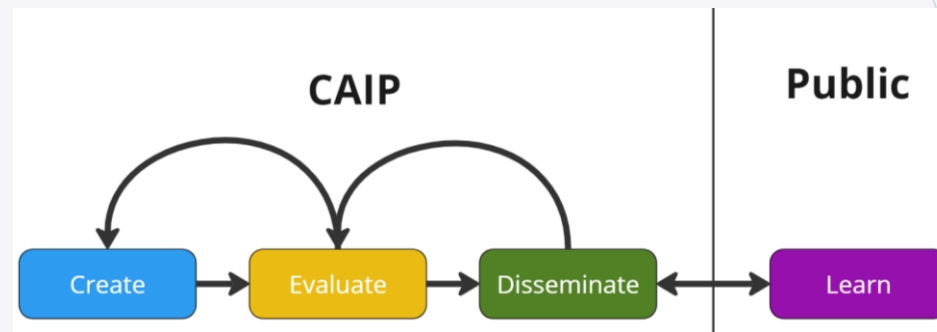 CAIP
Public
Create
Evaluate
Disseminate
Learn